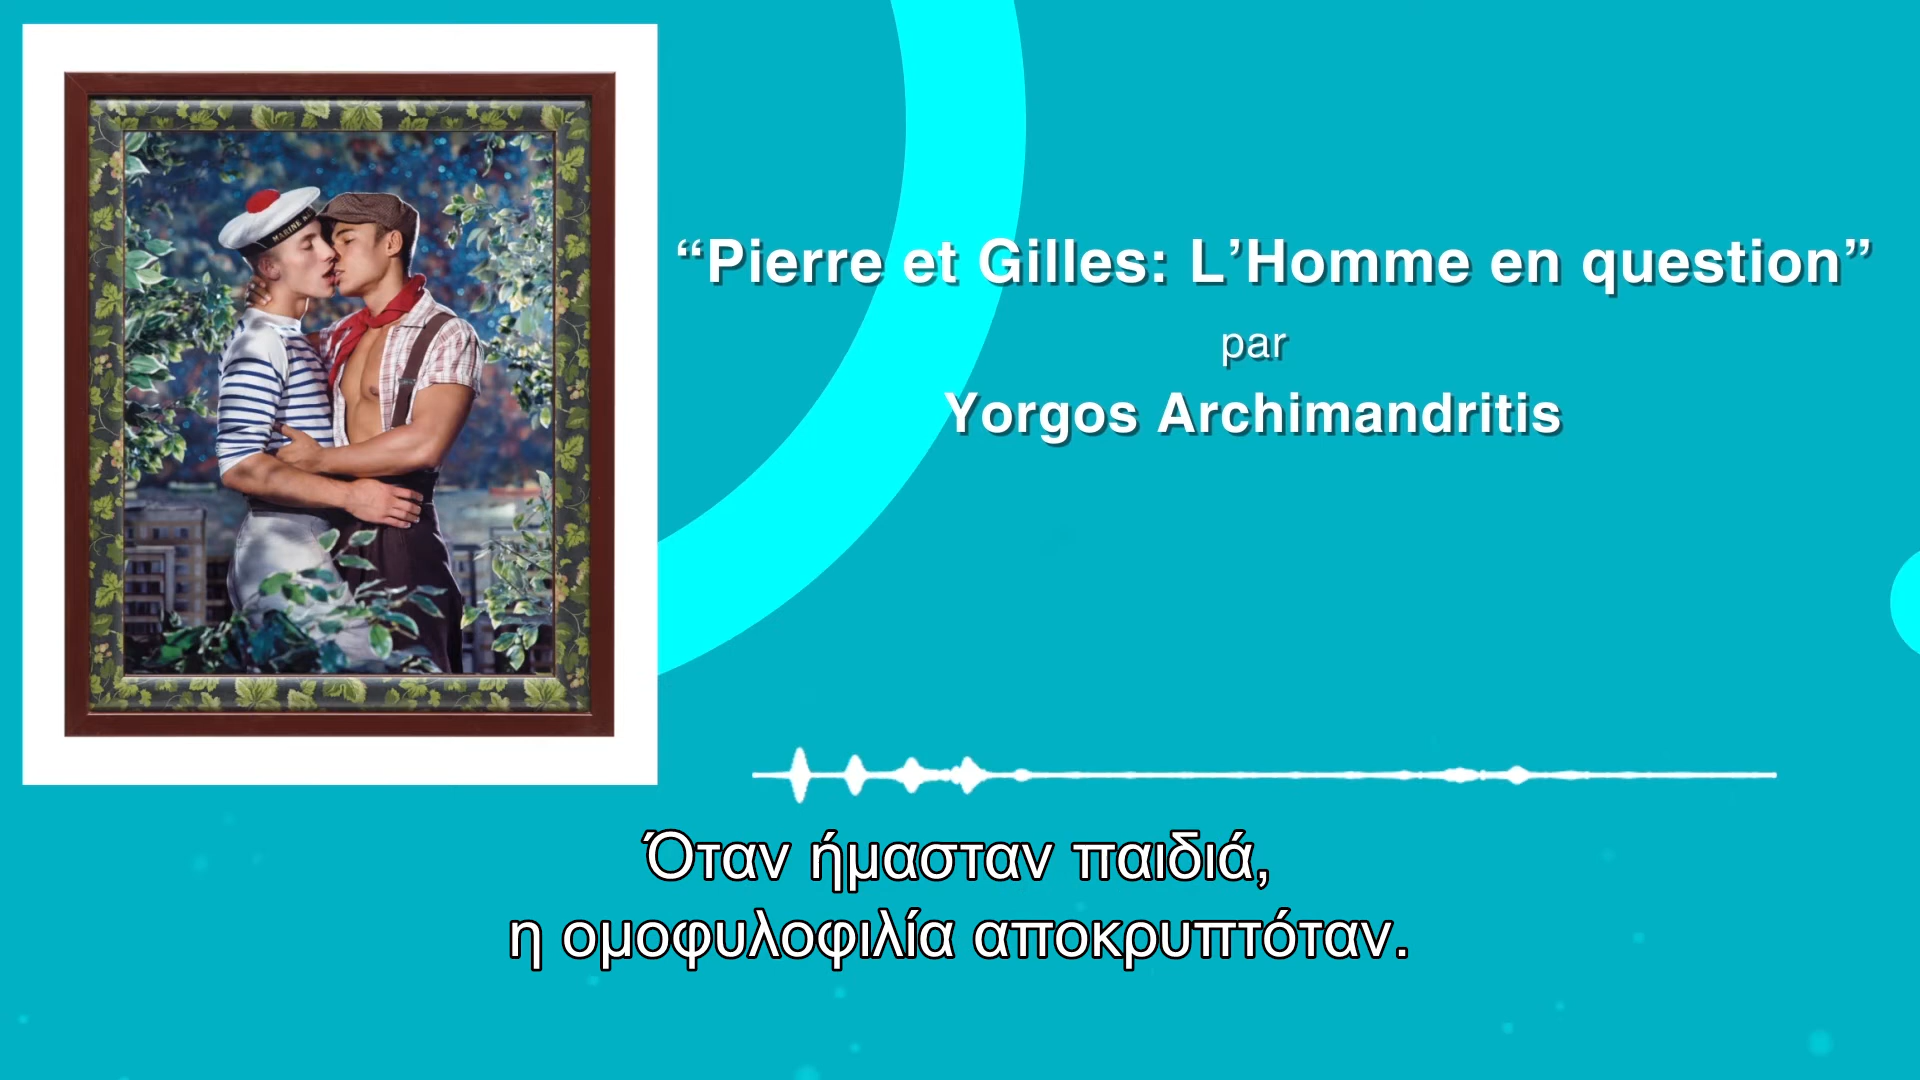 “Pierre et Gilles: L’Homme en question”
par
Yorgos Archimandritis
Όταν ήμασταν παιδιά,
η ομοφυλοφιλία αποκρυπτόταν.